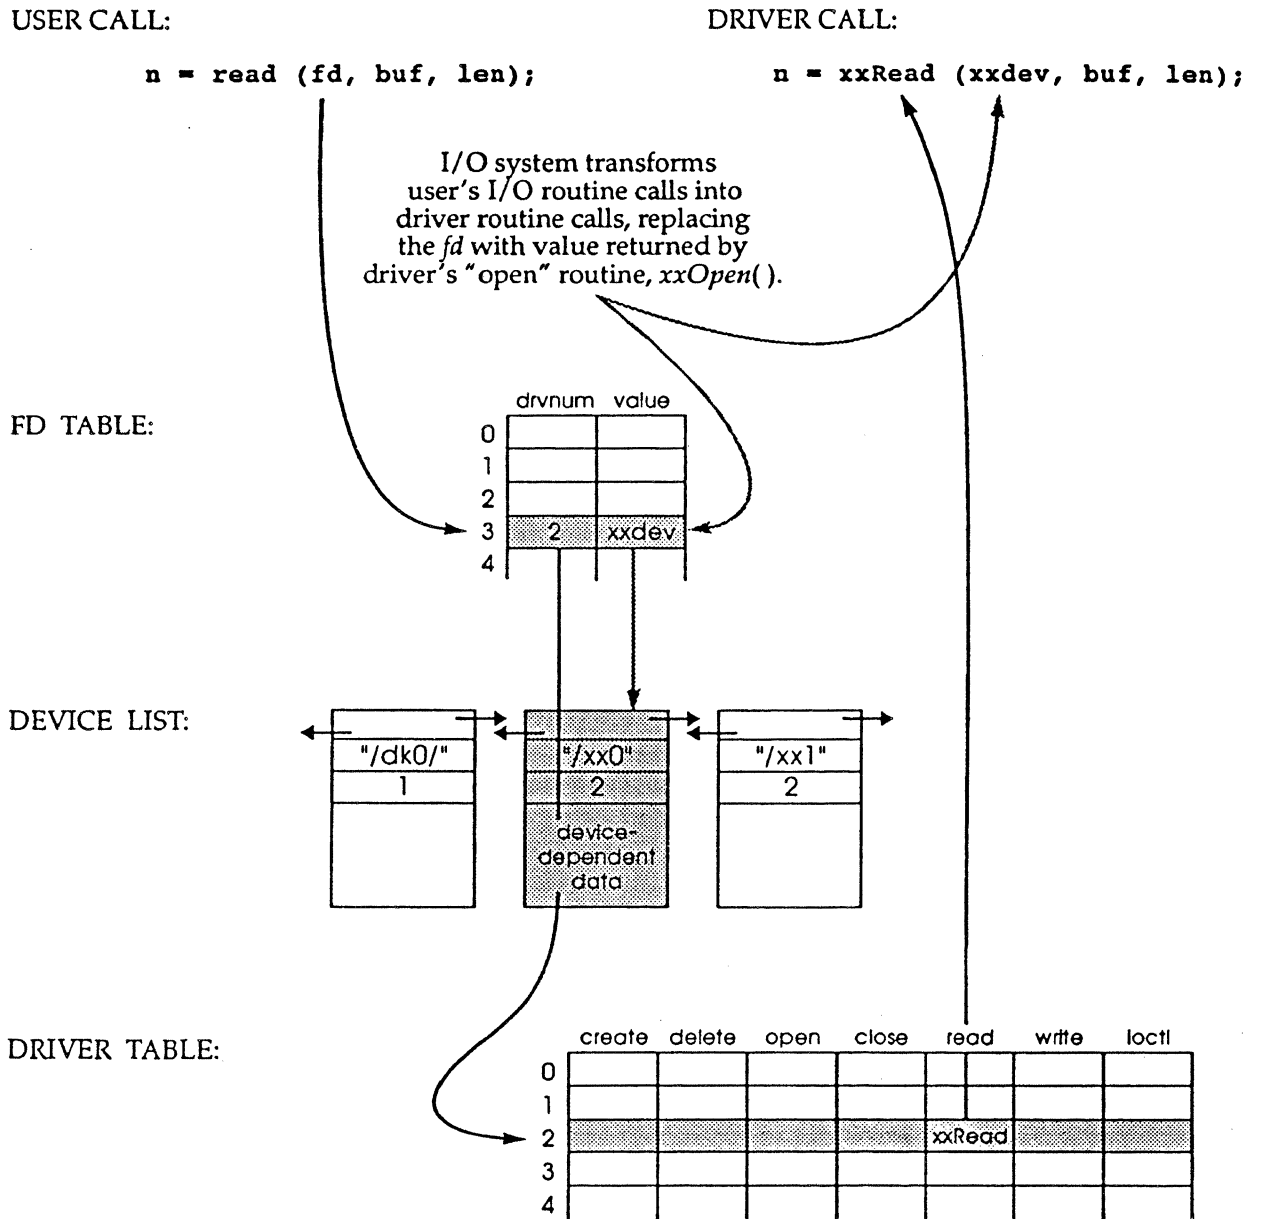 USER CALL:
DRIVER CALL:
n = read (fd, buf, len);
n = xxRead (xxdev, buf, len);
I/O system transforms
user's I/O routine calls into
driver routine calls, replacing
the fd with value returned by
driver's "open" routine, xxOpen( ).
FD TABLE:
drvnum value
0
1
2
3 2 xxdev
4
DEVICE LIST:
"/dk0/" "/xx0" "/xx1"
1 2 2
device-
dependent
data
DRIVER TABLE:
create delete open close read write ioctl
0
1
2 xxRead
3
4